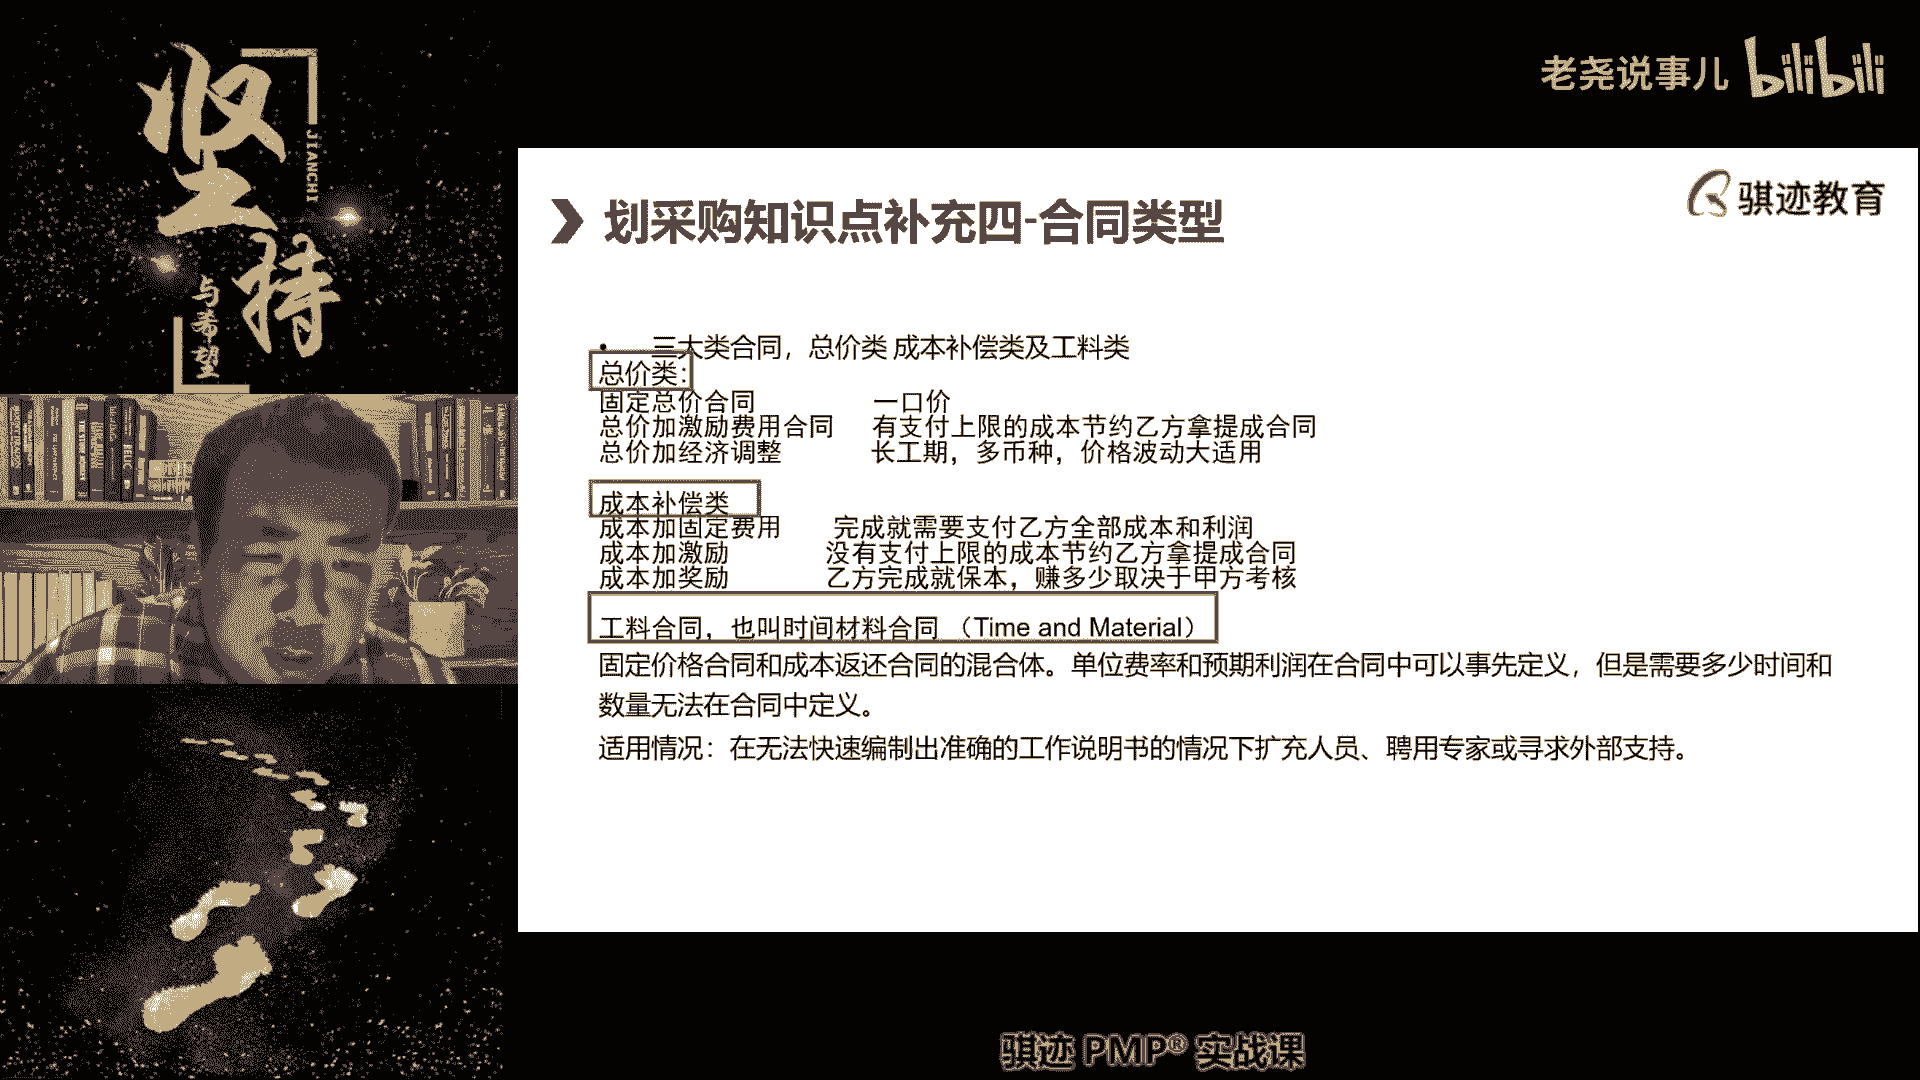 坚持
JIANCHI
与希望
老尧说事儿 bilibili
骐迹教育
划采购知识点补充四-合同类型
• 三大类合同，总价类 成本补偿类及工料类
总价类:
固定总价合同 一口价
总价加激励费用合同 有支付上限的成本节约乙方拿提成合同
总价加经济调整 长工期，多币种，价格波动大适用
成本补偿类
成本加固定费用 完成就需要支付乙方全部成本和利润
成本加激励 没有支付上限的成本节约乙方拿提成合同
成本加奖励 乙方完成就保本，赚多少取决于甲方考核
工料合同，也叫时间材料合同 （Time and Material）
固定价格合同和成本返还合同的混合体。单位费率和预期利润在合同中可以事先定义，但是需要多少时间和
数量无法在合同中定义。
适用情况：在无法快速编制出准确的工作说明书的情况下扩充人员、聘用专家或寻求外部支持。
骐迹 PMP® 实战课